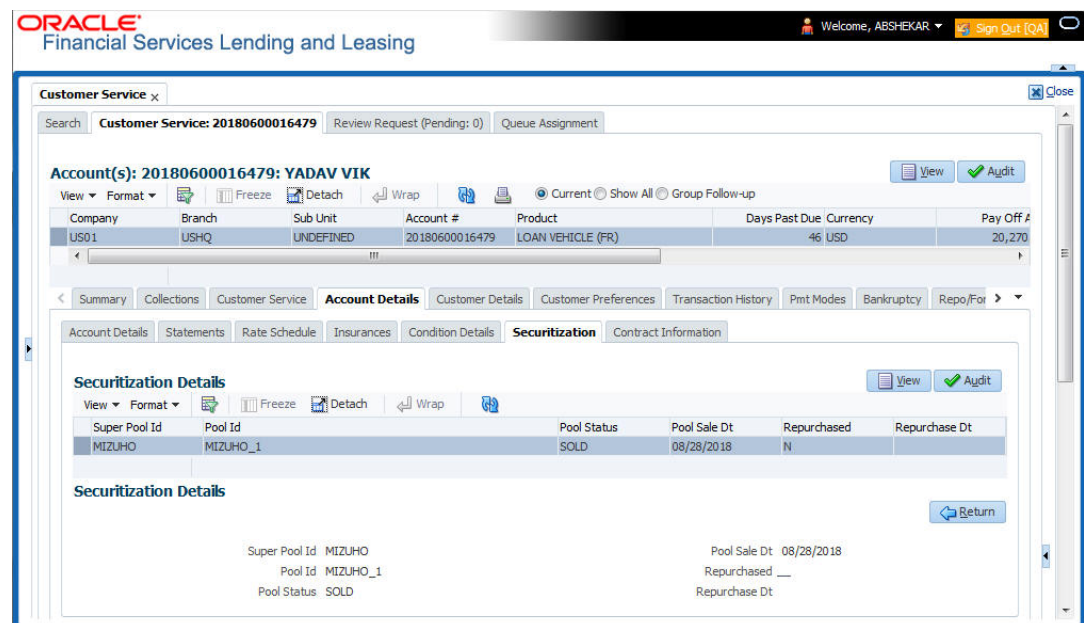 ORACLE
Financial Services Lending and Leasing
Welcome, ABSHEKAR
Sign Out [QA]
Customer Service x
Close
Search Customer Service: 20180600016479 Review Request (Pending: 0) Queue Assignment
Account(s): 20180600016479: YADAV VIK
View Audit
View Format Freeze Detach Wrap Current Show All Group Follow-up
Company Branch Sub Unit Account # Product Days Past Due Currency Pay Off A
US01 USHQ UNDEFINED 20180600016479 LOAN VEHICLE (FR) 46 USD 20,270
Summary Collections Customer Service Account Details Customer Details Customer Preferences Transaction History Pmt Modes Bankruptcy Repo/For
Account Details Statements Rate Schedule Insurances Condition Details Securitization Contract Information
Securitization Details
View Audit
View Format Freeze Detach Wrap
Super Pool Id Pool Id Pool Status Pool Sale Dt Repurchased Repurchase Dt
MIZUHO MIZUHO_1 SOLD 08/28/2018 N
Securitization Details
Return
Super Pool Id MIZUHO Pool Sale Dt 08/28/2018
Pool Id MIZUHO_1 Repurchased __
Pool Status SOLD Repurchase Dt